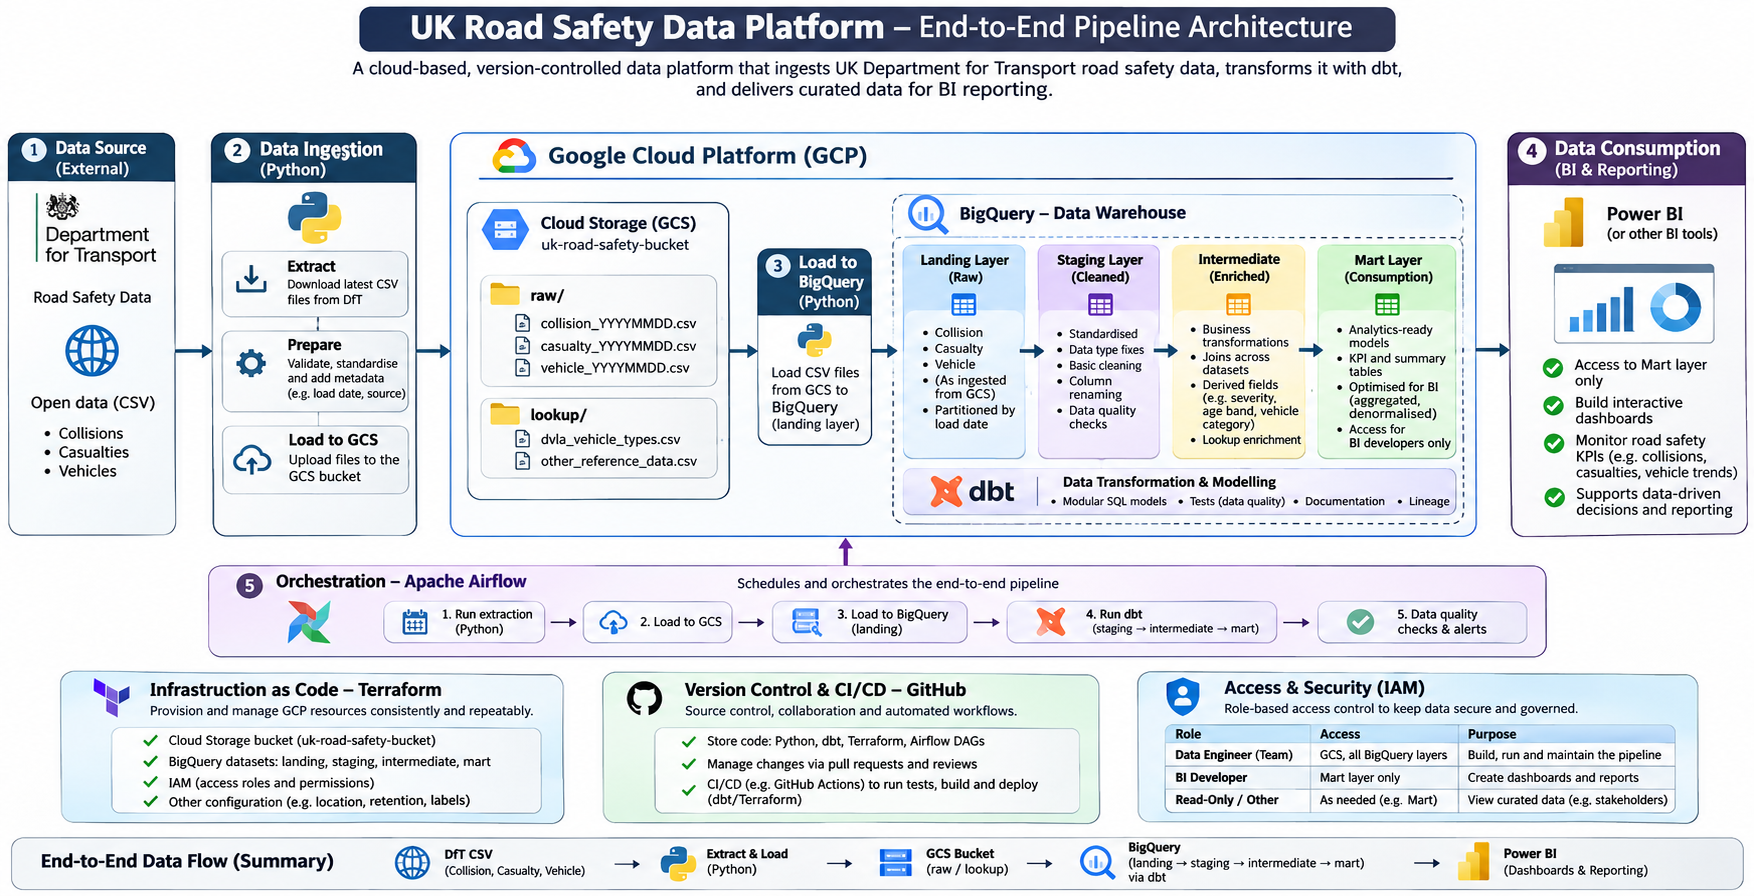 UK Road Safety Data Platform – End-to-End Pipeline Architecture
A cloud-based, version-controlled data platform that ingests UK Department for Transport road safety data, transforms it with dbt,
and delivers curated data for BI reporting.
1 Data Source
(External)
Department
for Transport
Road Safety Data
Open data (CSV)
• Collisions
• Casualties
• Vehicles
2 Data Ingestion
(Python)
Extract
Download latest CSV
files from DfT
Prepare
Validate, standardise
and add metadata
(e.g. load date, source)
Load to GCS
Upload files to the
GCS bucket
Google Cloud Platform (GCP)
Cloud Storage (GCS)
uk-road-safety-bucket
raw/
collision_YYYYMMDD.csv
casualty_YYYYMMDD.csv
vehicle_YYYYMMDD.csv
lookup/
dvla_vehicle_types.csv
other_reference_data.csv
3 Load to
BigQuery
(Python)
Load CSV files
from GCS to
BigQuery
(landing layer)
BigQuery – Data Warehouse
Landing Layer
(Raw)
• Collision
• Casualty
• Vehicle
• (As ingested
from GCS)
• Partitioned by
load date
Staging Layer
(Cleaned)
• Standardised
• Data type fixes
• Basic cleaning
• Column
renaming
• Data quality
checks
Intermediate
(Enriched)
• Business
transformations
• Joins across
datasets
• Derived fields
(e.g. severity,
age band, vehicle
category)
• Lookup enrichment
Mart Layer
(Consumption)
• Analytics-ready
models
• KPI and summary
tables
• Optimised for BI
(aggregated,
denormalised)
• Access for
BI developers only
dbt
Data Transformation & Modelling
• Modular SQL models • Tests (data quality) • Documentation • Lineage
4 Data Consumption
(BI & Reporting)
Power BI
(or other BI tools)
Access to Mart layer
only
Build interactive
dashboards
Monitor road safety
KPIs (e.g. collisions,
casualties, vehicle trends)
Supports data-driven
decisions and reporting
5 Orchestration – Apache Airflow
Schedules and orchestrates the end-to-end pipeline
1. Run extraction
(Python)
2. Load to GCS
3. Load to BigQuery
(landing)
4. Run dbt
(staging → intermediate → mart)
5. Data quality
checks & alerts
Infrastruction as Code – Terraform
Provision and manage GCP resources consistently and repeatably.
Cloud Storage bucket (uk-road-safety-bucket)
BigQuery datasets: landing, staging, intermediate, mart
IAM (access roles and permissions)
Other configuration (e.g. location, retention, labels)
Version Control & CI/CD – GitHub
Source control, collaboration and automated workflows.
Store code: Python, dbt, Terraform, Airflow DAGs
Manage changes via pull requests and reviews
CI/CD (e.g. GitHub Actions) to run tests, build and deploy
(dbt/Terraform)
Access & Security (IAM)
Role-based access control to keep data secure and governed.
Role Access Purpose
Data Engineer (Team) GCS, all BigQuery layers Build, run and maintain the pipeline
BI Developer Mart layer only Create dashboards and reports
Read-Only / Other As needed (e.g. Mart) View curated data (e.g. stakeholders)
End-to-End Data Flow (Summary)
DfT CSV
(Collision, Casualty, Vehicle)
Extract & Load
(Python)
GCS Bucket
(raw / lookup)
BigQuery
(landing → staging → intermediate → mart)
via dbt
Power BI
(Dashboards & Reporting)